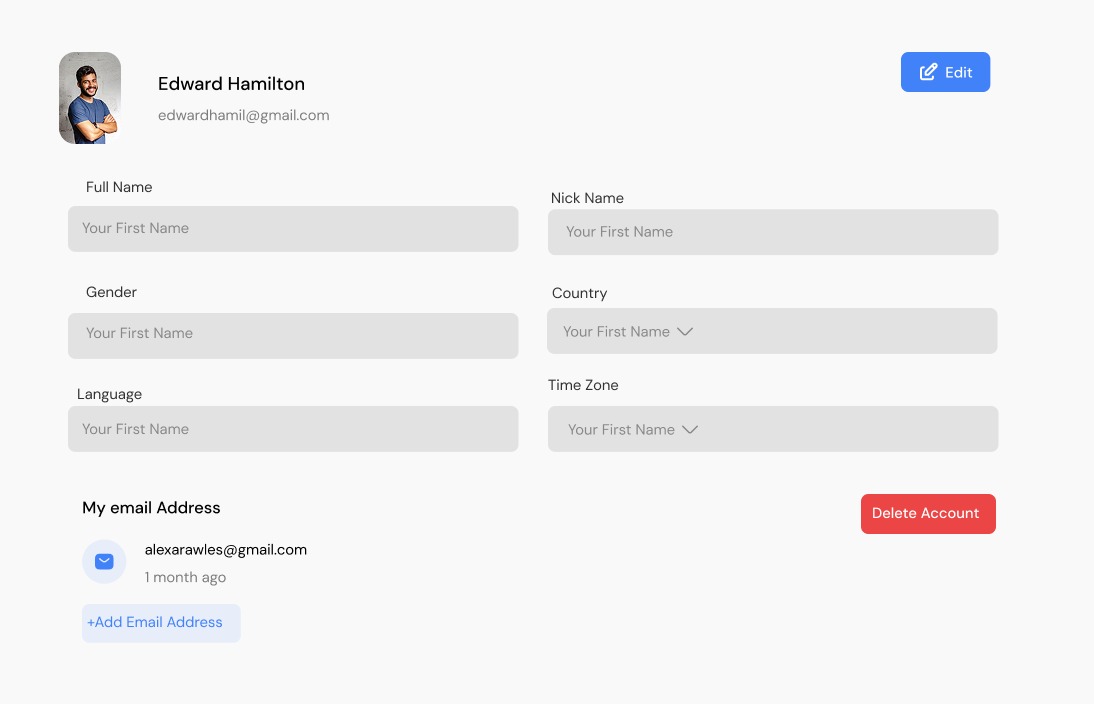 Edward Hamilton
edwardhamil@gmail.com
Edit
Full Name
Your First Name
Nick Name
Your First Name
Gender
Your First Name
Country
Your First Name
Language
Your First Name
Time Zone
Your First Name
My email Address
alexarawles@gmail.com
1 month ago
+Add Email Address
Delete Account